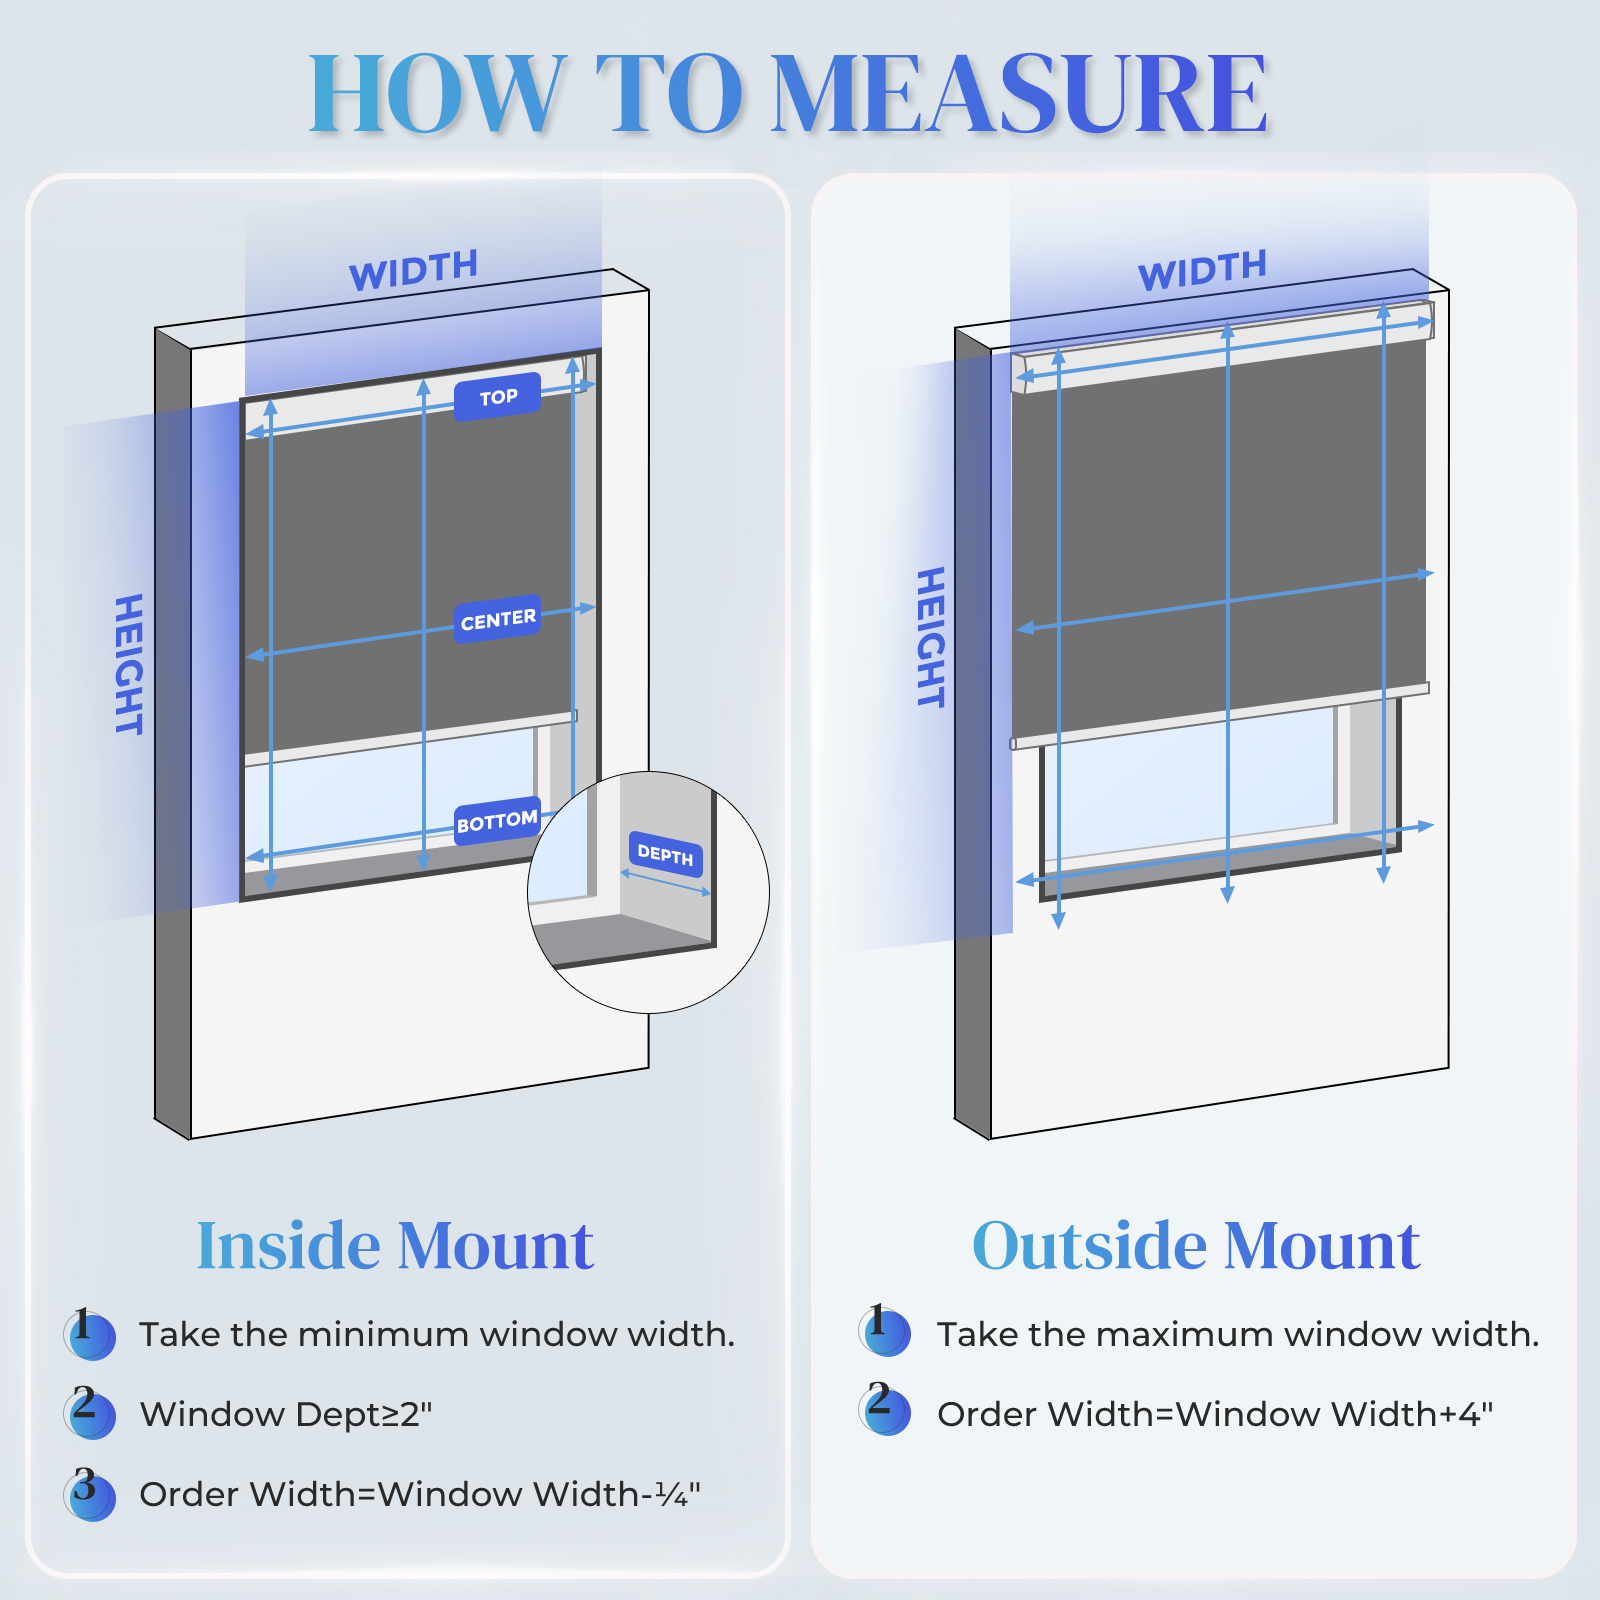 HOW TO MEASURE
WIDTH
HEIGHT
TOP
CENTER
BOTTOM
DEPTH
Inside Mount
1 Take the minimum window width.
2 Window Dept≥2"
3 Order Width=Window Width-¼"
WIDTH
HEIGHT
Outside Mount
1 Take the maximum window width.
2 Order Width=Window Width+4"